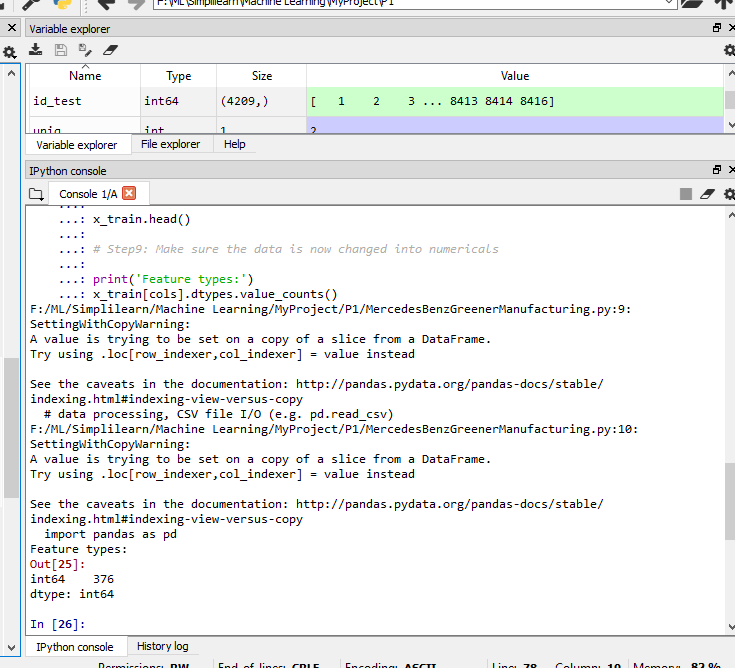 F:\ML\Simplilearn\Machine Learning\MyProject\P1
Variable explorer
Name Type Size Value
id_test int64 (4209,) [ 1 2 3 ... 8413 8414 8416]
uniq int 1 2
Variable explorer File explorer Help
IPython console
Console 1/A
...:
...: x_train.head()
...:
...: # Step9: Make sure the data is now changed into numericals
...:
...: print('Feature types:')
...: x_train[cols].dtypes.value_counts()
F:/ML/Simplilearn/Machine Learning/MyProject/P1/MercedesBenzGreenerManufacturing.py:9:
SettingWithCopyWarning:
A value is trying to be set on a copy of a slice from a DataFrame.
Try using .loc[row_indexer,col_indexer] = value instead
See the caveats in the documentation: http://pandas.pydata.org/pandas-docs/stable/
indexing.html#indexing-view-versus-copy
# data processing, CSV file I/O (e.g. pd.read_csv)
F:/ML/Simplilearn/Machine Learning/MyProject/P1/MercedesBenzGreenerManufacturing.py:10:
SettingWithCopyWarning:
A value is trying to be set on a copy of a slice from a DataFrame.
Try using .loc[row_indexer,col_indexer] = value instead
See the caveats in the documentation: http://pandas.pydata.org/pandas-docs/stable/
indexing.html#indexing-view-versus-copy
import pandas as pd
Feature types:
Out[25]:
int64 376
dtype: int64
In [26]:
IPython console History log
Permissions: RW End-of-lines: CRLF Encoding: ASCII Line: 78 Column: 10 Memory: 82 %